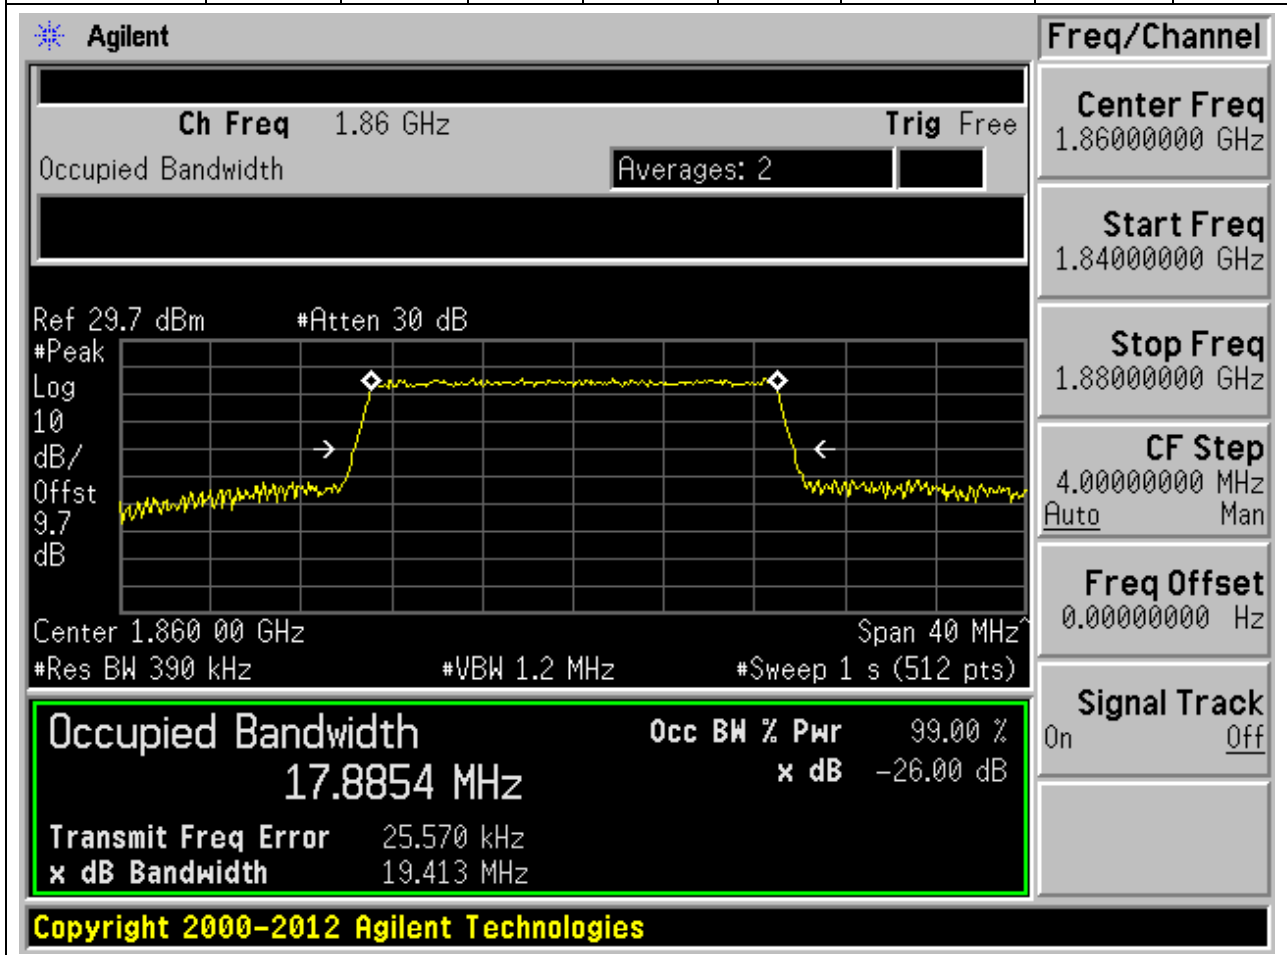 Agilent
Freq/Channel
Ch Freq 1.86 GHz Trig Free
Occupied Bandwidth Averages: 2
Center Freq
1.86000000 GHz
Start Freq
1.84000000 GHz
Stop Freq
1.88000000 GHz
CF Step
4.00000000 MHz
Auto Man
Freq Offset
0.00000000 Hz
Signal Track
On Off
Ref 29.7 dBm #Atten 30 dB
#Peak
Log
10
dB/
Offst
9.7
dB
Center 1.860 00 GHz Span 40 MHz^
#Res BW 390 kHz #VBW 1.2 MHz #Sweep 1 s (512 pts)
Occupied Bandwidth
17.8854 MHz
Occ BW % Pwr 99.00 %
x dB -26.00 dB
Transmit Freq Error 25.570 kHz
x dB Bandwidth 19.413 MHz
Copyright 2000-2012 Agilent Technologies